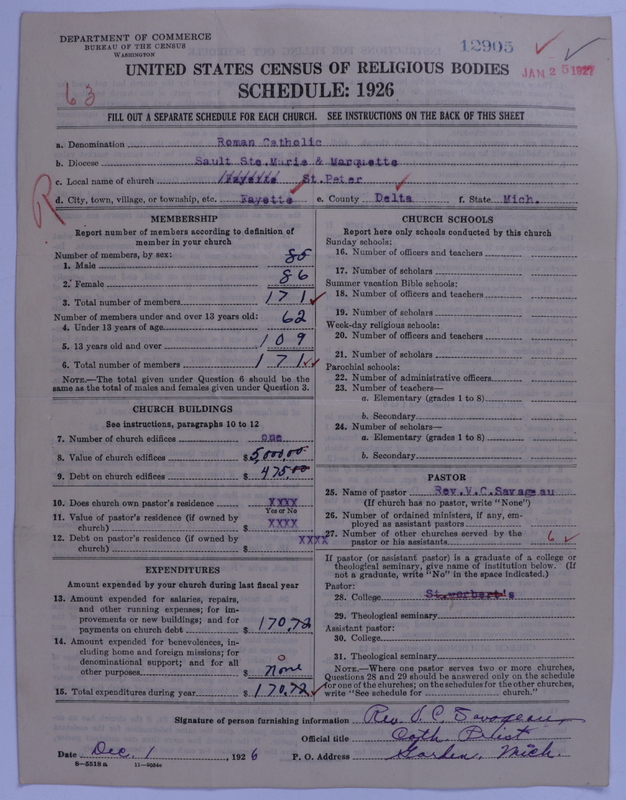 DEPARTMENT OF COMMERCE
BUREAU OF THE CENSUS
WASHINGTON
12905
JAN 25 1927
UNITED STATES CENSUS OF RELIGIOUS BODIES
SCHEDULE: 1926
63
FILL OUT A SEPARATE SCHEDULE FOR EACH CHURCH. SEE INSTRUCTIONS ON THE BACK OF THIS SHEET
R
a. Denomination Roman Catholic
b. Diocese Sault Ste.Marie & Marquette
c. Local name of church Fayette St.Peter
d. City, town, village, or township, etc. Fayette e. County Delta f. State Mich.
MEMBERSHIP
Report number of members according to definition of
member in your church
Number of members, by sex:
1. Male 85
2. Female 86
3. Total number of members 171
Number of members under and over 13 years old:
4. Under 13 years of age 62
5. 13 years old and over 109
6. Total number of members 171
NOTE.—The total given under Question 6 should be the
same as the total of males and females given under Question 3.
CHURCH BUILDINGS
See instructions, paragraphs 10 to 12
7. Number of church edifices one
8. Value of church edifices $5,000.00
9. Debt on church edifices $ 475.00
10. Does church own pastor's residence XXXX
Yes or No
11. Value of pastor's residence (if owned by
church) $ XXXX
12. Debt on pastor's residence (if owned by XXXX
church) $
EXPENDITURES
Amount expended by your church during last fiscal year
13. Amount expended for salaries, repairs,
and other running expenses; for im-
provements or new buildings; and for
payments on church debt $ 170.72
14. Amount expended for benevolences, in-
cluding home and foreign missions; for
denominational support; and for all
other purposes $ none
0
15. Total expenditures during year $ 170.72
CHURCH SCHOOLS
Report here only schools conducted by this church
Sunday schools:
16. Number of officers and teachers
17. Number of scholars
Summer vacation Bible schools:
18. Number of officers and teachers
19. Number of scholars
Week-day religious schools:
20. Number of officers and teachers
21. Number of scholars
Parochial schools:
22. Number of administrative officers
23. Number of teachers—
a. Elementary (grades 1 to 8)
b. Secondary
24. Number of scholars—
a. Elementary (grades 1 to 8)
b. Secondary
PASTOR
25. Name of pastor Rev.V.C.Savageau
(If church has no pastor, write "None")
26. Number of ordained ministers, if any, em-
ployed as assistant pastors
27. Number of other churches served by the
pastor or his assistants 6
If pastor (or assistant pastor) is a graduate of a college or
theological seminary, give name of institution below. (If
not a graduate, write "No" in the space indicated.)
Pastor:
28. College St.Norbert's
29. Theological seminary
Assistant pastor:
30. College
31. Theological seminary
NOTE.—Where one pastor serves two or more churches,
Questions 28 and 29 should be answered only on the schedule
for one of the churches; on the schedules for the other churches,
write "See schedule for church."
Signature of person furnishing information Rev. V. C. Savageau
Official title Cath. Priest
Date Dec. 1, 1926 P. O. Address Garden, Mich.
8-5518 a